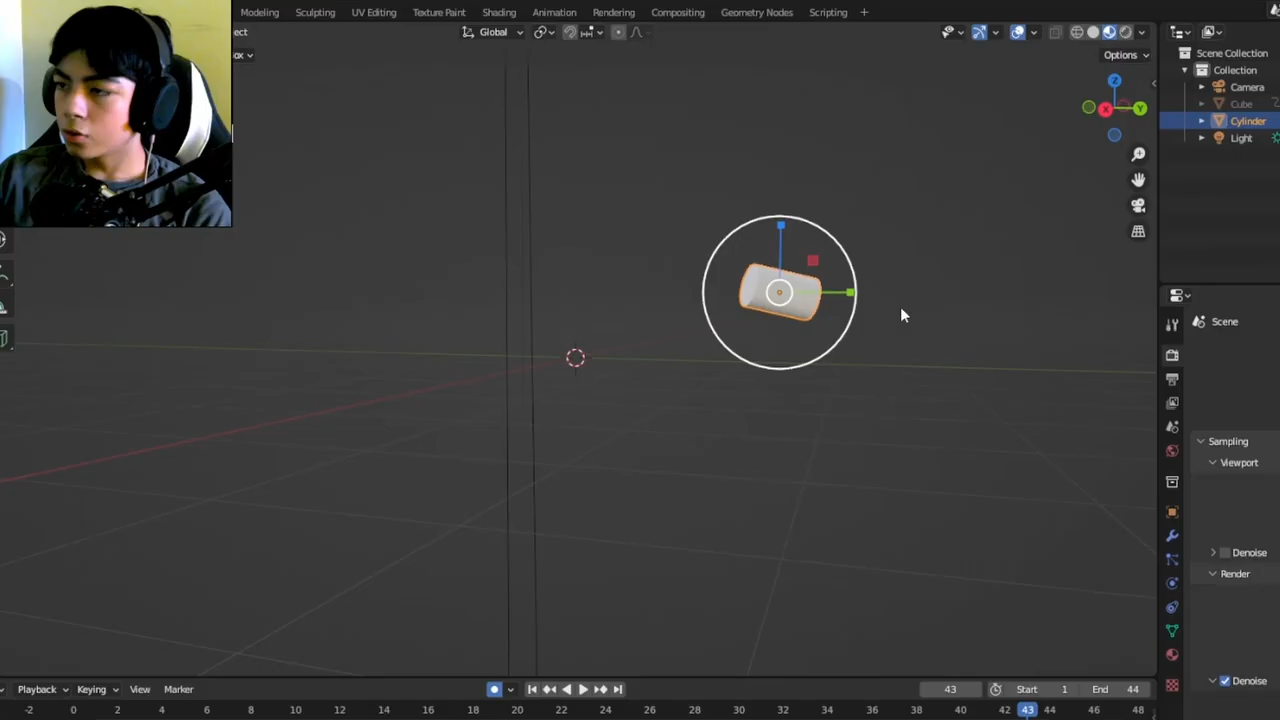 Modeling Sculpting UV Editing Texture Paint Shading Animation Rendering Compositing Geometry Nodes Scripting +
ect Global
ox Options
Scene Collection
Collection
Camera
Cube
Cylinder
Light
Z
X Y
Scene
Sampling
Viewport
Denoise
Render
Denoise
Playback Keying View Marker 43 Start 1 End 44
-2 0 2 4 6 8 10 12 14 16 18 20 22 24 26 28 30 32 34 36 38 40 42 43 44 46 48